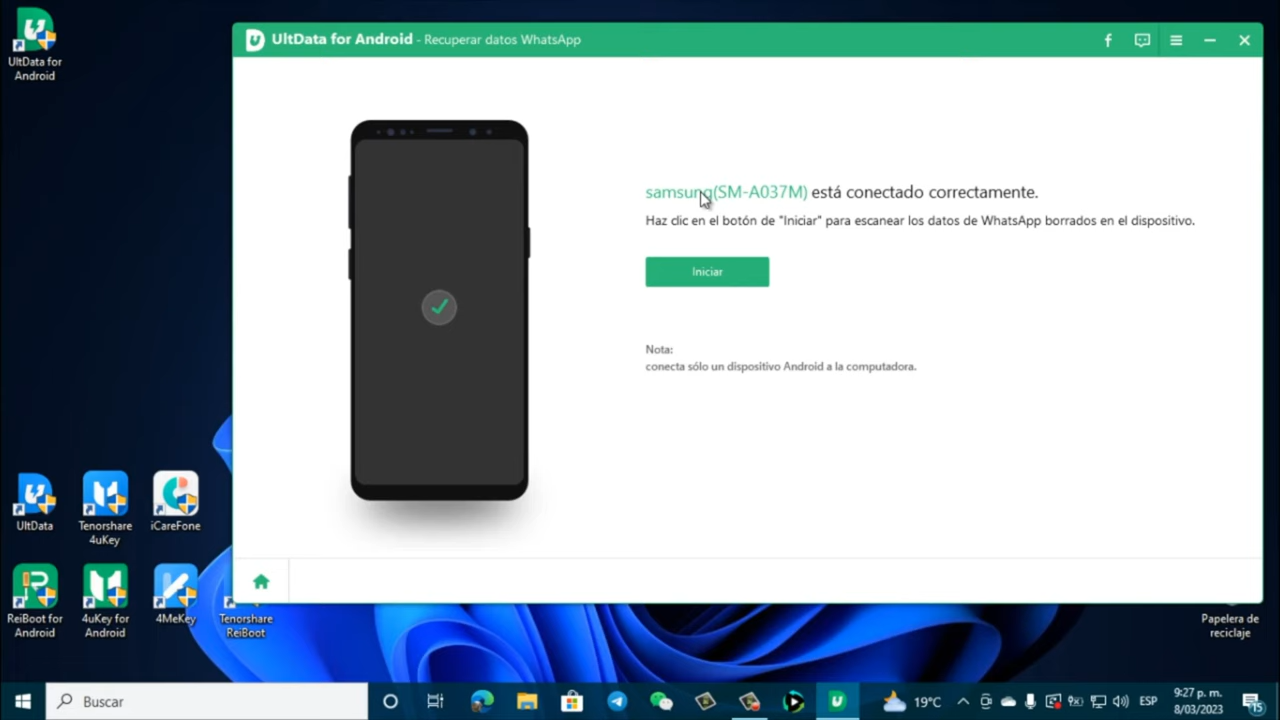 UltData for Android - Recuperar datos WhatsApp
UltData for
Android
samsung(SM-A037M) está conectado correctamente.
Haz clic en el botón de "Iniciar" para escanear los datos de WhatsApp borrados en el dispositivo.
Iniciar
Nota:
conecta sólo un dispositivo Android a la computadora.
UltData
Tenorshare
4uKey
iCareFone
ReiBoot for
Android
4uKey for
Android
4MeKey
Tenorshare
ReiBoot
Papelera de
reciclaje
Buscar
19°C
ESP
9:27 p. m.
8/03/2023
15